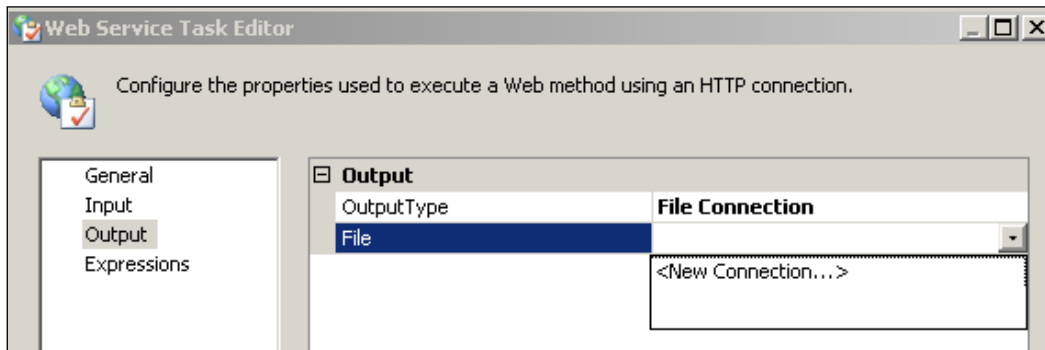 Web Service Task Editor
Configure the properties used to execute a Web method using an HTTP connection.
General
Input
Output
Expressions
Output
OutputType File Connection
File
<New Connection...>